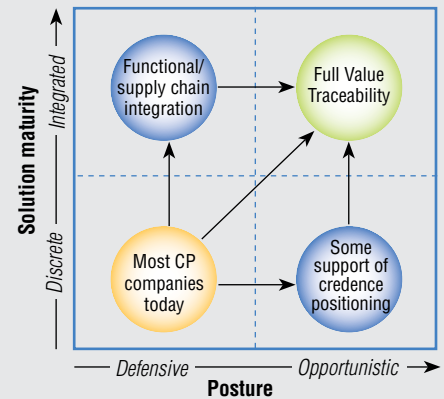 Functional/
supply chain
integration
Full Value
Traceability
Most CP
companies
today
Some
support of
credence
positioning
Solution maturity
Integrated
Discrete
Defensive
Opportunistic
Posture